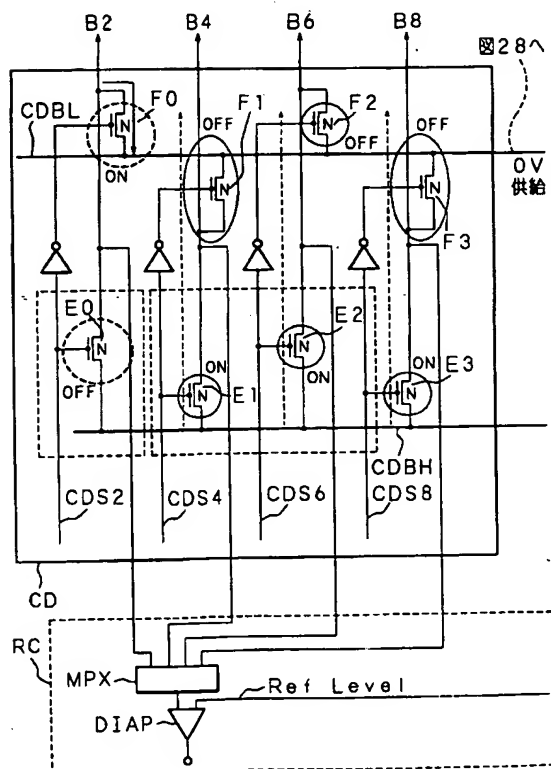 B2
B4
B6
B8
図28へ
CDBL
F0
F1
F2
OFF
OFF
OFF
N
N
N
N
ON
0V
供給
F3
E0
E2
E3
N
N
OFF
ON
ON
ON
N
N
E1
CDBH
CDS2
CDS4
CDS6
CDS8
CD
RC
MPX
Ref Level
DIAP